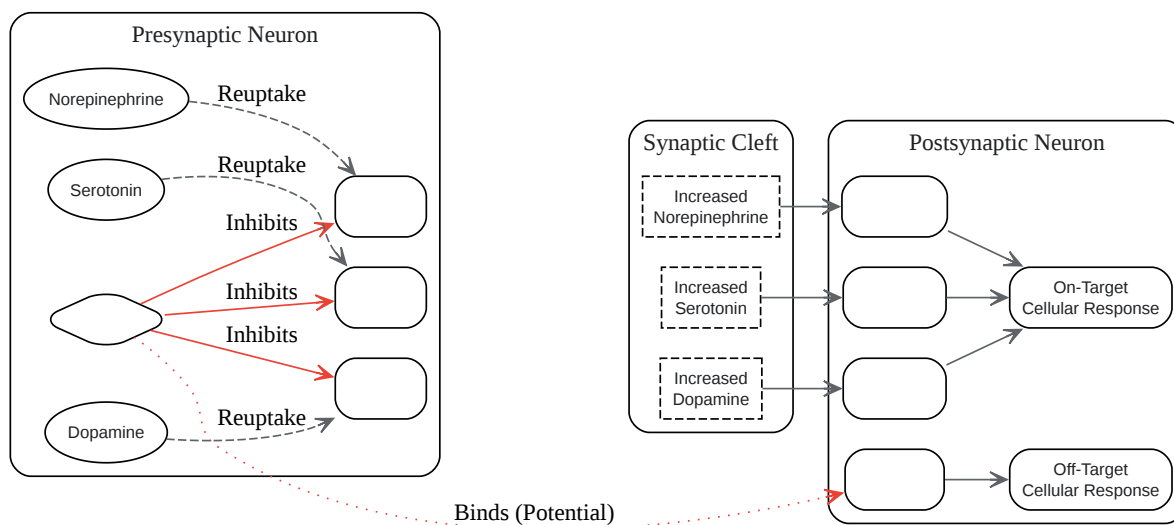 Presynaptic Neuron
Norepinephrine
Reuptake
Serotonin
Reuptake
Inhibits
Inhibits
Inhibits
Dopamine
Reuptake
Binds (Potential)
Synaptic Cleft
Increased
Norepinephrine
Increased
Serotonin
Increased
Dopamine
Postsynaptic Neuron
On-Target
Cellular Response
Off-Target
Cellular Response